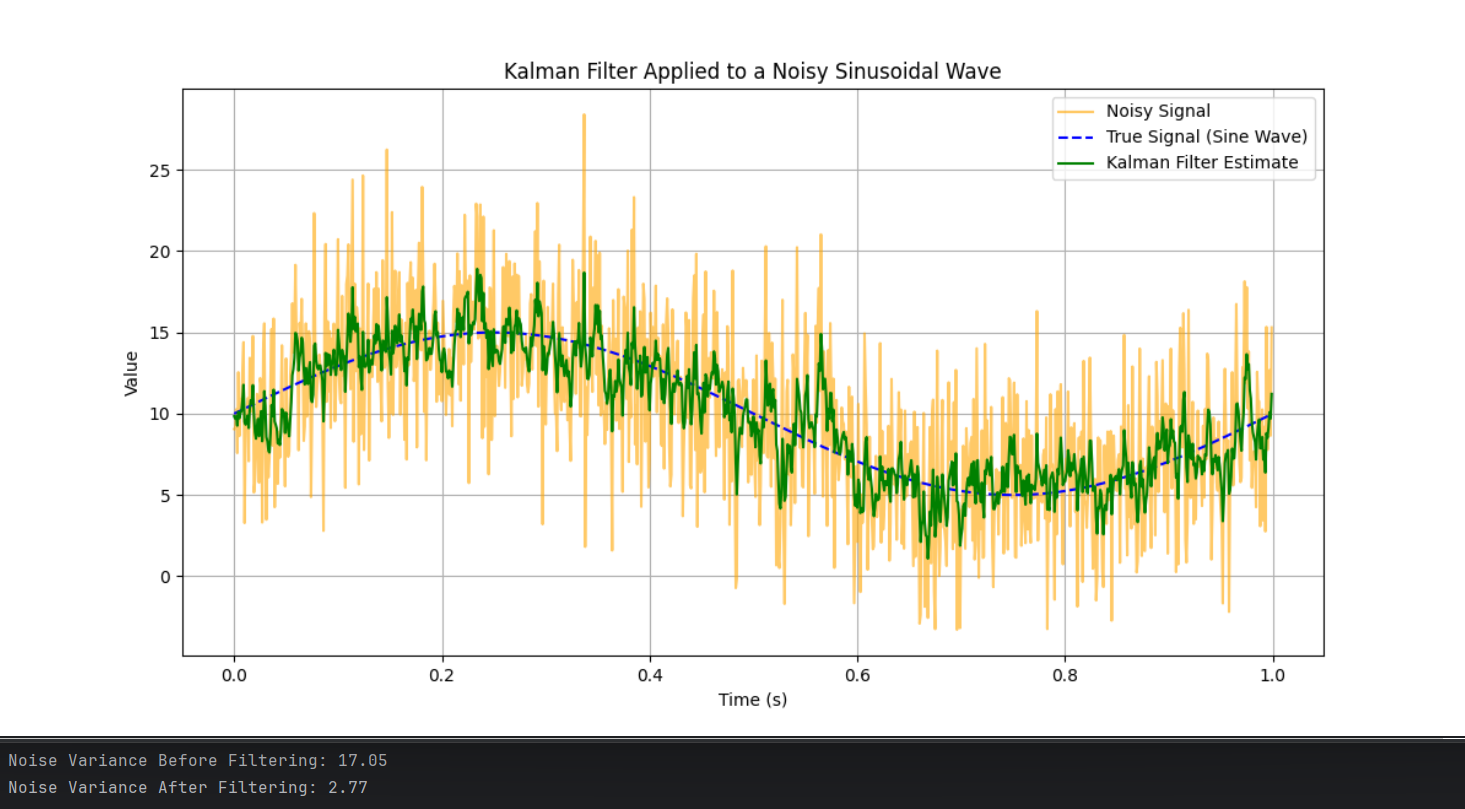 Kalman Filter Applied to a Noisy Sinusoidal Wave
Noisy Signal
True Signal (Sine Wave)
Kalman Filter Estimate
25
20
15
10
5
0
Value
0.0 0.2 0.4 0.6 0.8 1.0
Time (s)
Noise Variance Before Filtering: 17.05
Noise Variance After Filtering: 2.77